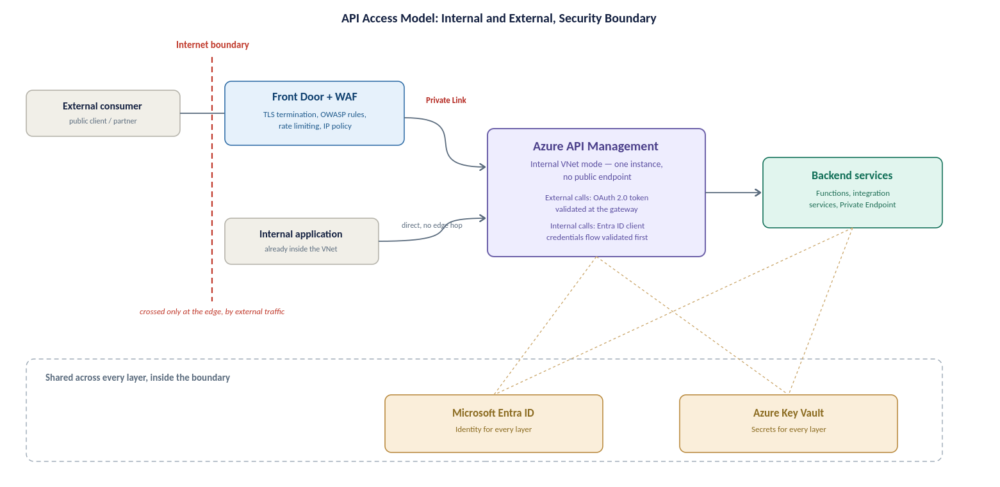 API Access Model: Internal and External, Security Boundary
Internet boundary
External consumer
public client / partner
Front Door + WAF
TLS termination, OWASP rules,
rate limiting, IP policy
Private Link
Azure API Management
Internal VNet mode — one instance,
no public endpoint
External calls: OAuth 2.0 token
validated at the gateway
Internal calls: Entra ID client
credentials flow validated first
Backend services
Functions, integration
services, Private Endpoint
Internal application
already inside the VNet
direct, no edge hop
crossed only at the edge, by external traffic
Shared across every layer, inside the boundary
Microsoft Entra ID
Identity for every layer
Azure Key Vault
Secrets for every layer